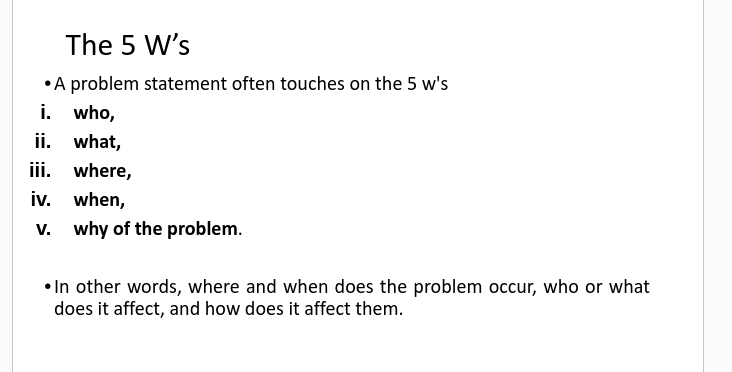 The 5 W’s
•A problem statement often touches on the 5 w's
i. who,
ii. what,
iii. where,
iv. when,
v. why of the problem.
•In other words, where and when does the problem occur, who or what
does it affect, and how does it affect them.